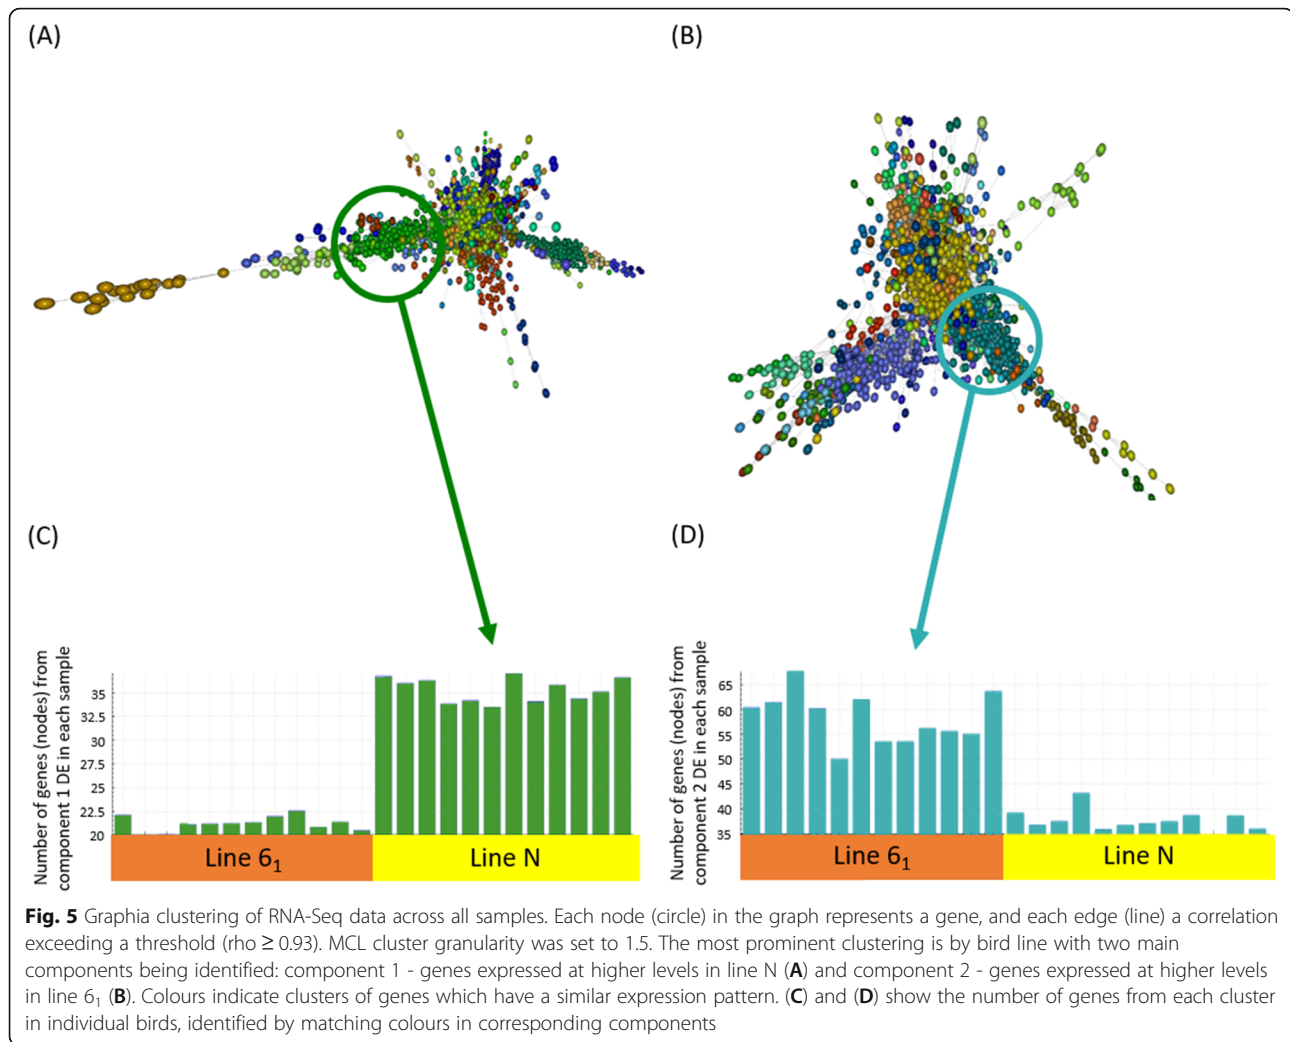 (A)
(B)
(C)
(D)
Number of genes (nodes) from
component 1 DE in each sample
35
32.5
30
27.5
25
22.5
20
Line 6₁
Line N
Number of genes (nodes) from
component 2 DE in each sample
65
60
55
50
45
40
35
Line 6₁
Line N
Fig. 5 Graphia clustering of RNA-Seq data across all samples. Each node (circle) in the graph represents a gene, and each edge (line) a correlation
exceeding a threshold (rho ≥ 0.93). MCL cluster granularity was set to 1.5. The most prominent clustering is by bird line with two main
components being identified: component 1 - genes expressed at higher levels in line N (A) and component 2 - genes expressed at higher levels
in line 6₁ (B). Colours indicate clusters of genes which have a similar expression pattern. (C) and (D) show the number of genes from each cluster
in individual birds, identified by matching colours in corresponding components